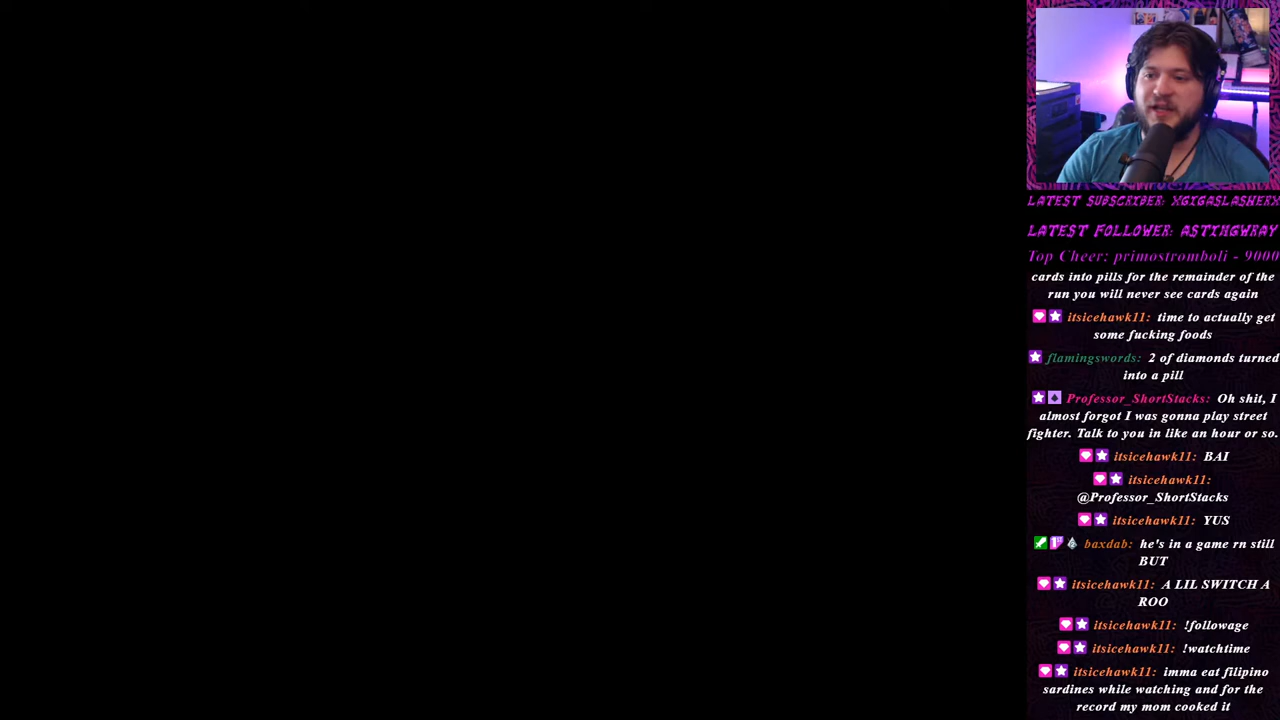 LATEST SUBSCRIBER: XGIGASLASHERX
LATEST FOLLOWER: ASTINGWRAY
Top Cheer: primostromboli - 9000
cards into pills for the remainder of the
run you will never see cards again
itsicehawk11: time to actually get
some fucking foods
flamingswords: 2 of diamonds turned
into a pill
Professor_ShortStacks: Oh shit, I
almost forgot I was gonna play street
fighter. Talk to you in like an hour or so.
itsicehawk11: BAI
itsicehawk11:
@Professor_ShortStacks
itsicehawk11: YUS
baxdab: he's in a game rn still
BUT
itsicehawk11: A LIL SWITCH A
ROO
itsicehawk11: !followage
itsicehawk11: !watchtime
itsicehawk11: imma eat filipino
sardines while watching and for the
record my mom cooked it